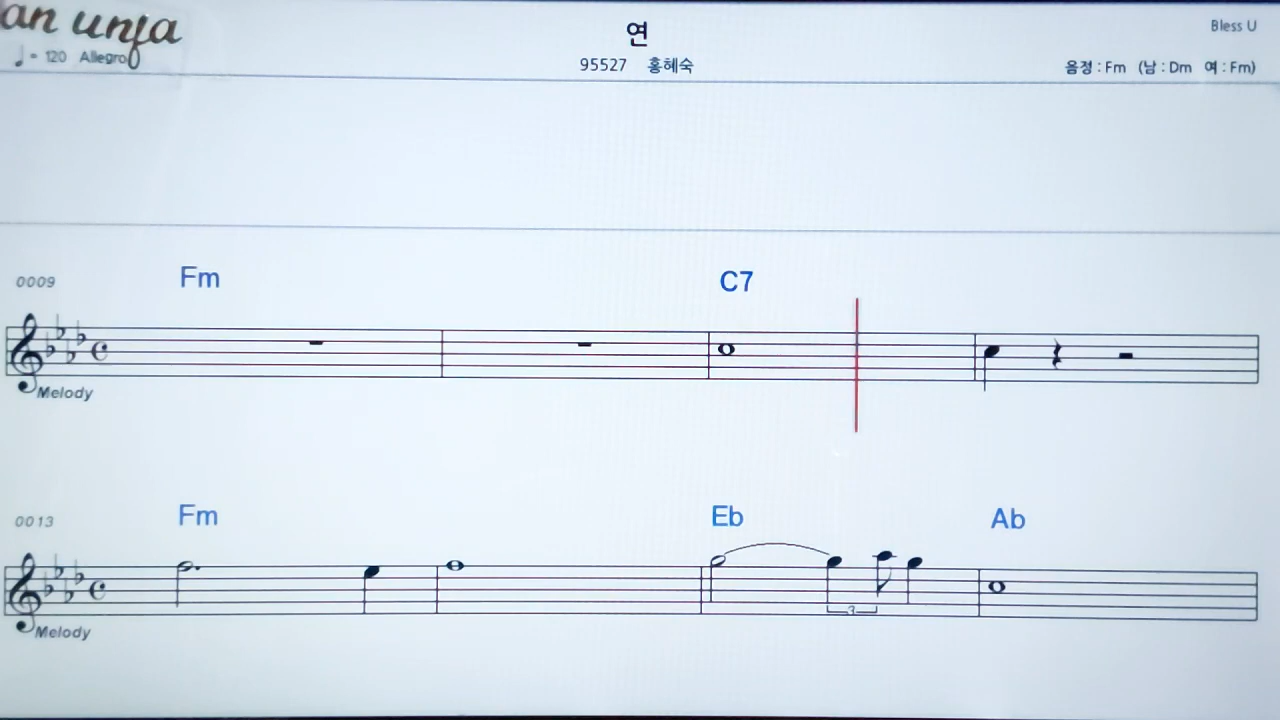 an unja
연
Bless U
♩ = 120 Allegro
95527 홍혜숙
음정 : Fm (남 : Dm 여 : Fm)
0009
Fm
C7
Melody
0013
Fm
Eb
Ab
3
Melody